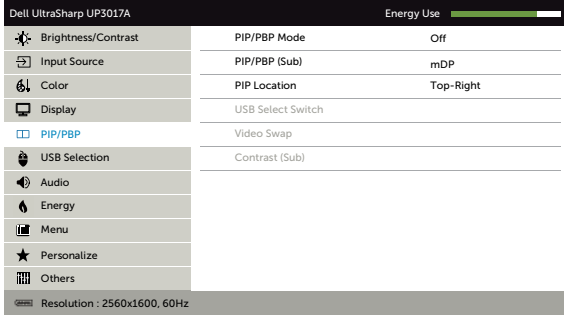 Dell UltraSharp UP3017A Energy Use
Brightness/Contrast PIP/PBP Mode Off
Input Source PIP/PBP (Sub) mDP
Color PIP Location Top-Right
Display USB Select Switch
PIP/PBP Video Swap
USB Selection Contrast (Sub)
Audio
Energy
Menu
Personalize
Others
Resolution : 2560x1600, 60Hz